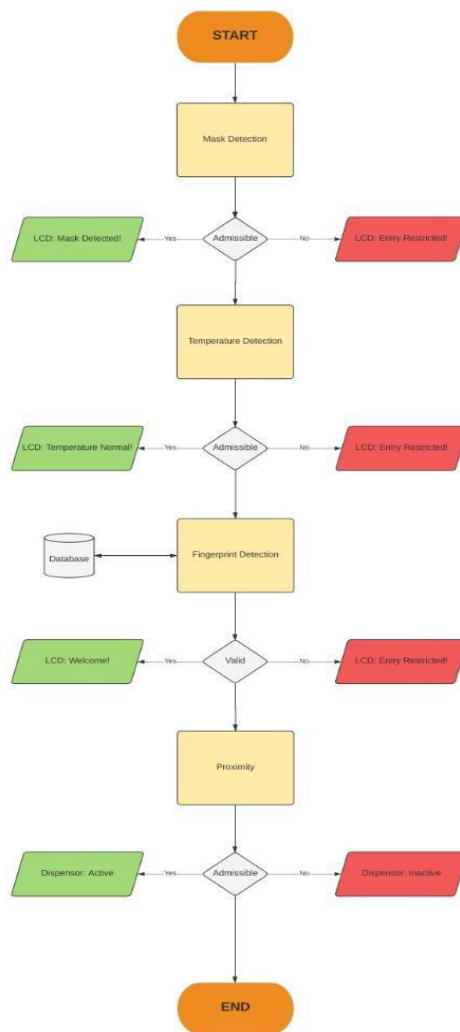 START
Mask Detection
LCD: Mask Detected!
Yes
Admissible
No
LCD: Entry Restricted!
Temperature Detection
LCD: Temperature Normal!
Yes
Admissible
No
LCD: Entry Restricted!
Database
Fingerprint Detection
LCD: Welcome!
Yes
Valid
No
LCD: Entry Restricted!
Proximity
Dispensor: Active
Yes
Admissible
No
Dispensor: Inactive
END